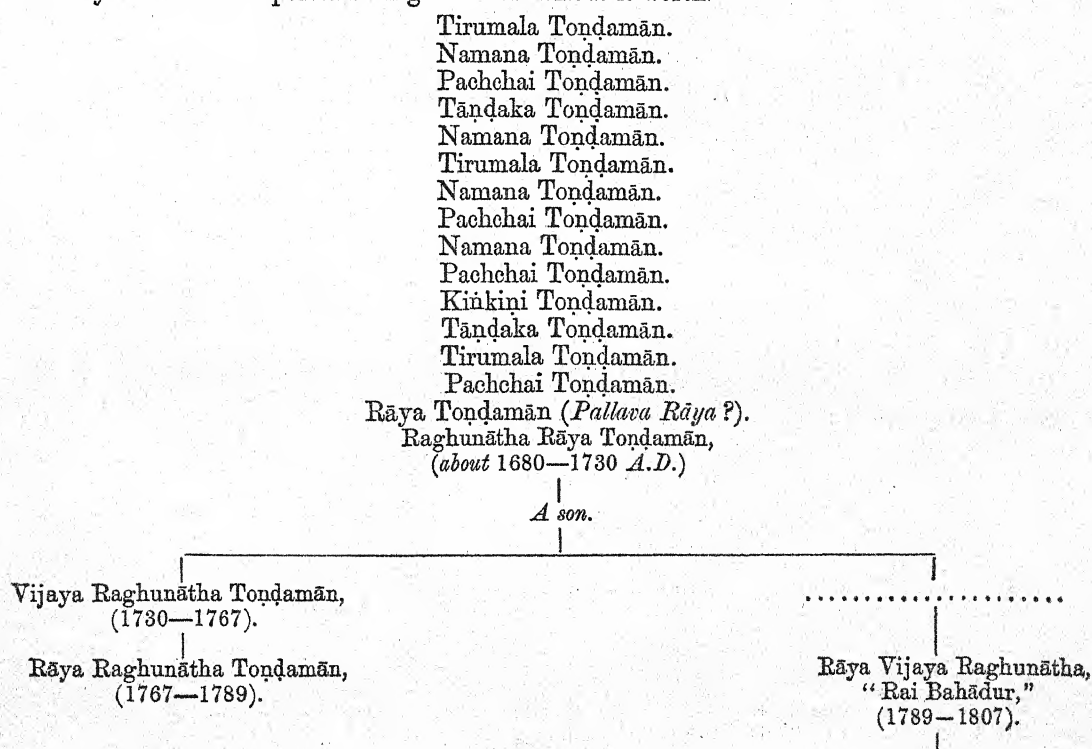 Tirumala Toṇḍamān.
Namana Toṇḍamān.
Pachchai Toṇḍamān.
Tāṇḍaka Toṇḍamān.
Namana Toṇḍamān.
Tirumala Toṇḍamān.
Namana Toṇḍamān.
Pachchai Toṇḍamān.
Namana Toṇḍamān.
Pachchai Toṇḍamān.
Kiṅkiṇi Toṇḍamān.
Tāṇḍaka Toṇḍamān.
Tirumala Toṇḍamān.
Pachchai Toṇḍamān.
Rāya Toṇḍamān (Pallava Rāya ?).
Raghunātha Rāya Toṇḍamān,
(about 1680—1730 A.D.)
A son.
Vijaya Raghunātha Toṇḍamān, ......................
(1730—1767).
Rāya Raghunātha Toṇḍamān, Rāya Vijaya Raghunātha,
(1767—1789). "Rai Bahādur,"
(1789—1807).